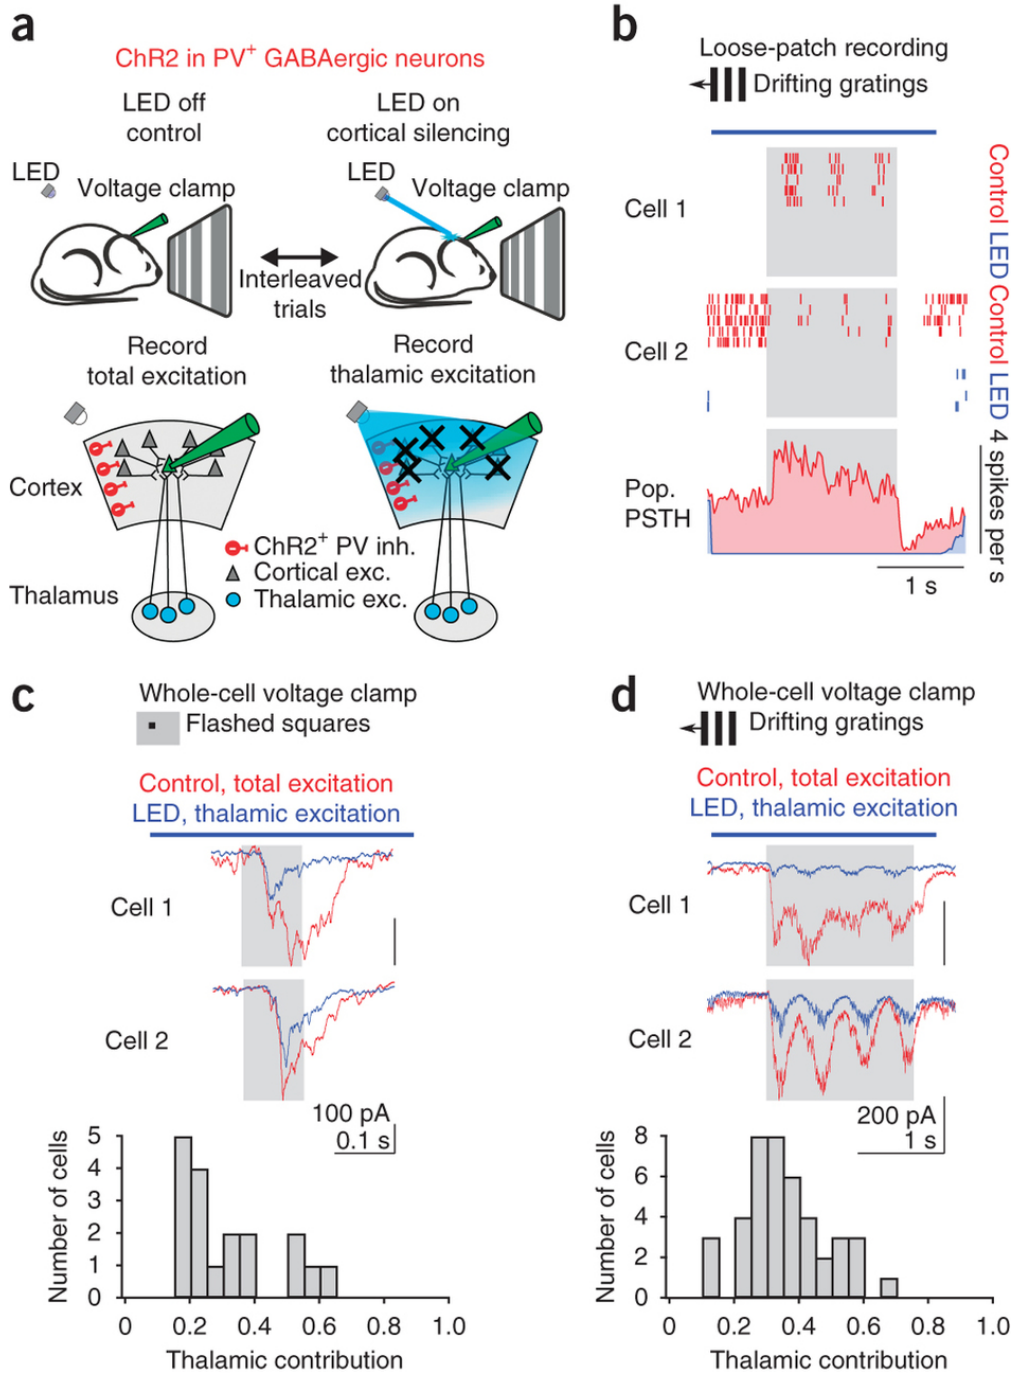 a
ChR2 in PV+ GABAergic neurons
LED off
control
LED on
cortical silencing
LED
Voltage clamp
LED
Voltage clamp
Interleaved
trials
Record
total excitation
Record
thalamic excitation
Cortex
ChR2+ PV inh.
Cortical exc.
Thalamic exc.
Thalamus
b
Loose-patch recording
Drifting gratings
Cell 1
Control
LED
Cell 2
Control
LED
Pop.
PSTH
4 spikes per s
1 s
c
Whole-cell voltage clamp
Flashed squares
Control, total excitation
LED, thalamic excitation
Cell 1
Cell 2
100 pA
0.1 s
Number of cells
5
4
3
2
1
0
0 0.2 0.4 0.6 0.8 1.0
Thalamic contribution
d
Whole-cell voltage clamp
Drifting gratings
Control, total excitation
LED, thalamic excitation
Cell 1
Cell 2
200 pA
1 s
Number of cells
8
6
4
2
0
0 0.2 0.4 0.6 0.8 1.0
Thalamic contribution